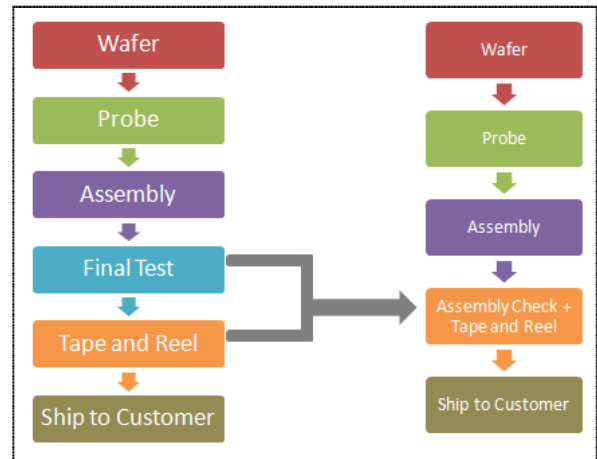 Wafer
Probe
Assembly
Final Test
Tape and Reel
Ship to Customer
Wafer
Probe
Assembly
Assembly Check +
Tape and Reel
Ship to Customer